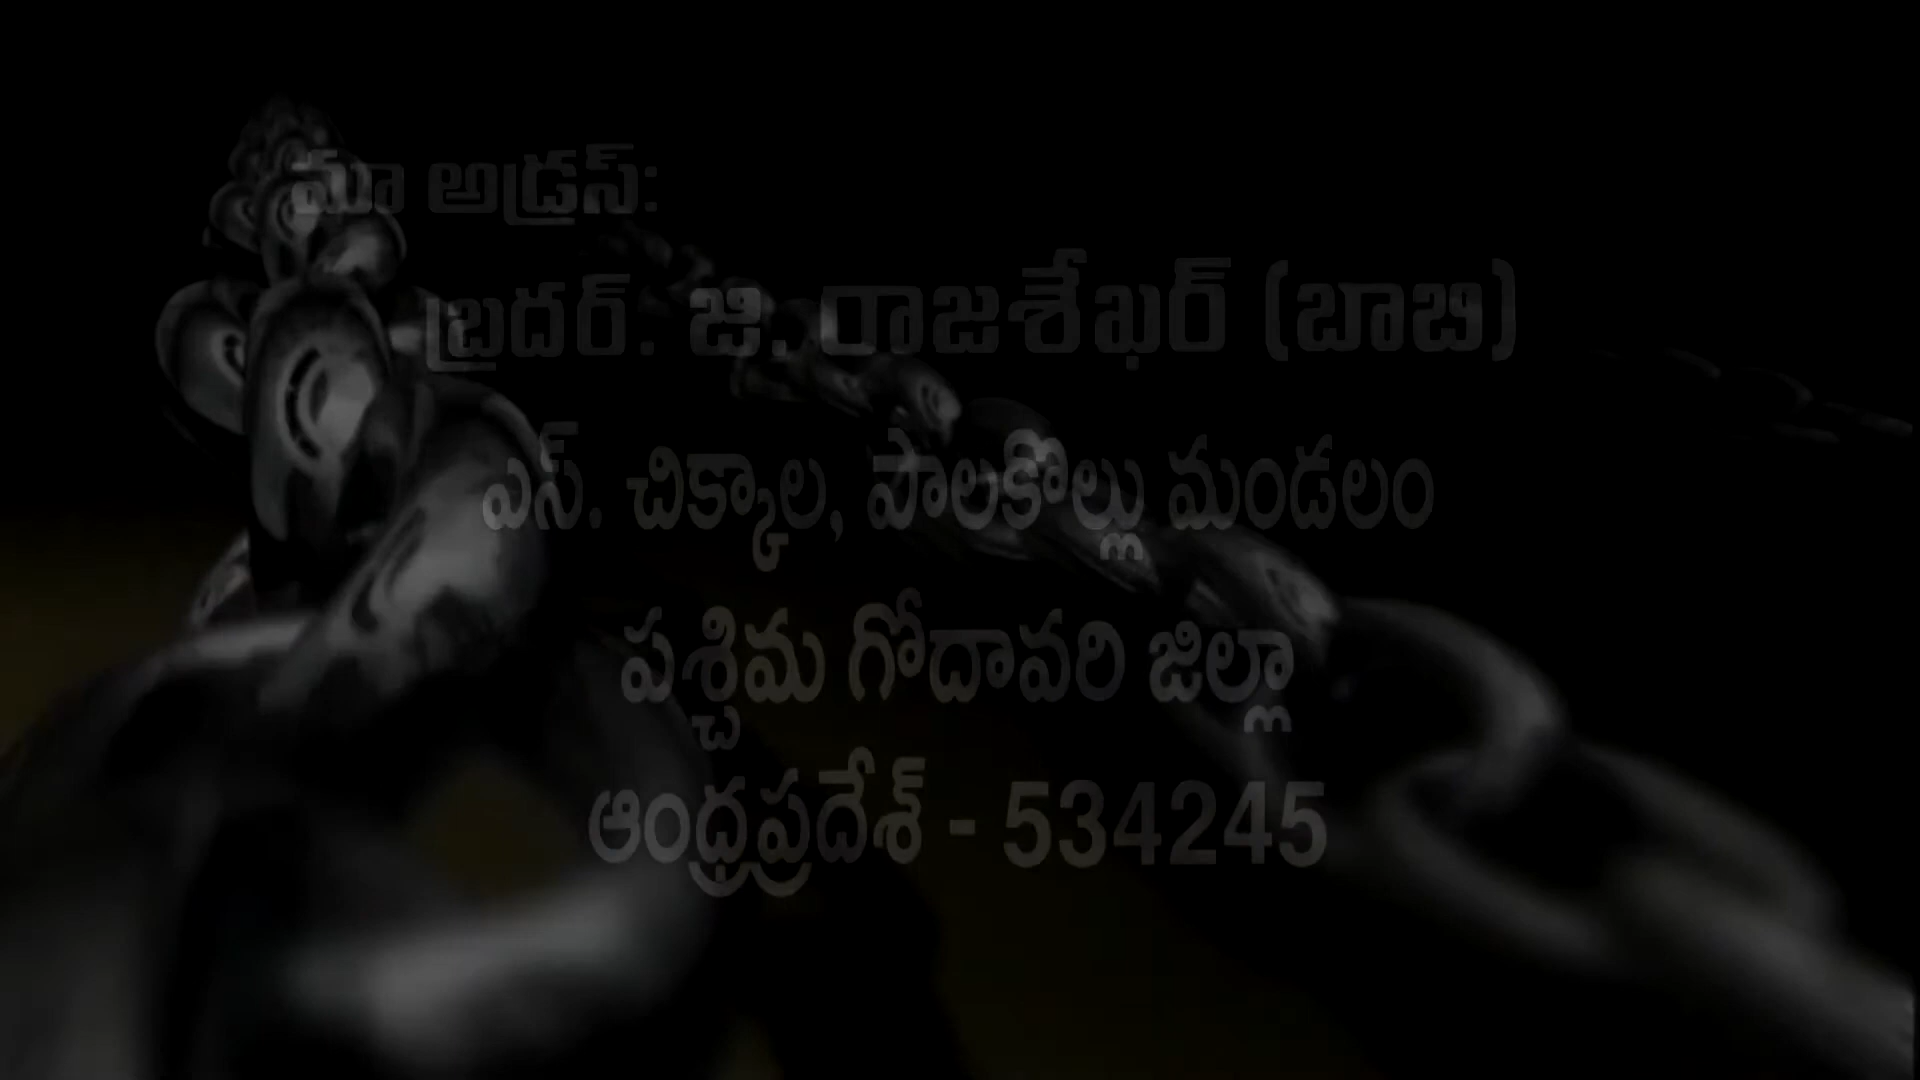 మా అడ్రస్:
బ్రదర్. జి. రాజశేఖర్ (బాబి)
ఎస్. చిక్కాల, పాలకొల్లు మండలం
పశ్చిమ గోదావరి జిల్లా
ఆంధ్రప్రదేశ్ - 534245